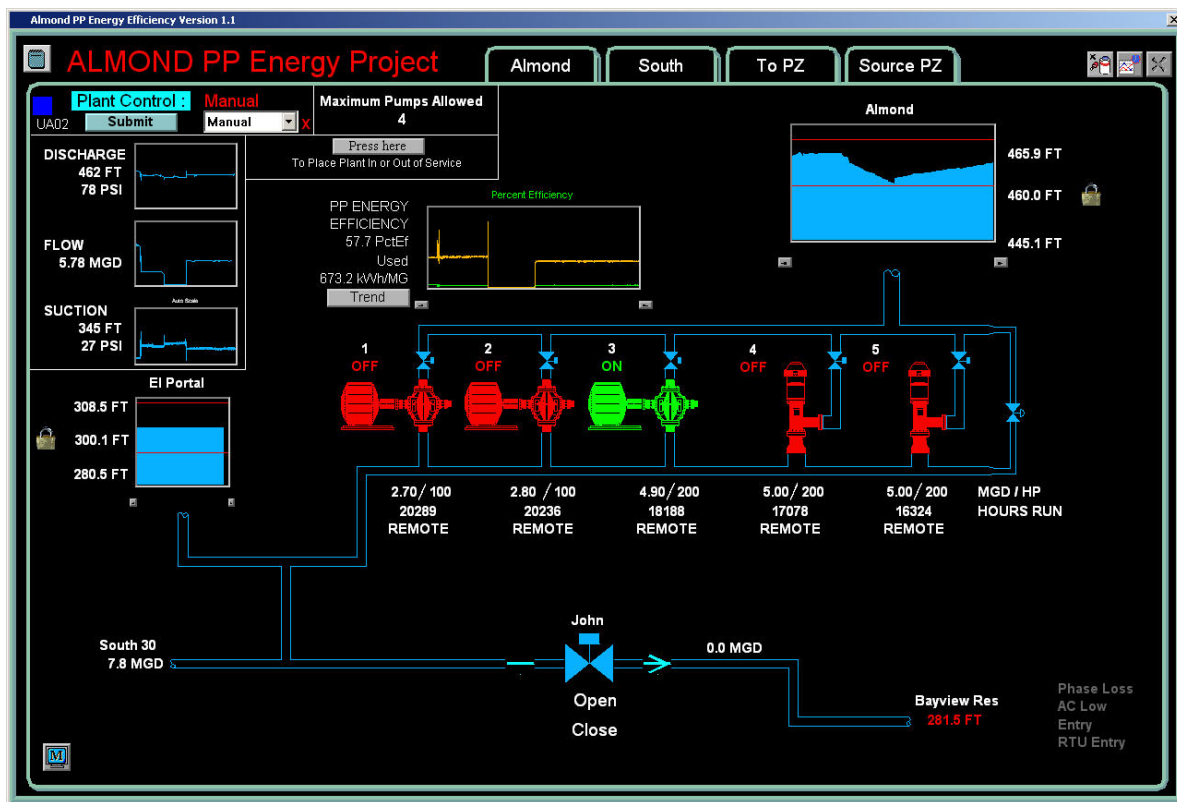 Almond PP Energy Efficiency Version 1.1
ALMOND PP Energy Project
Almond
South
To PZ
Source PZ
Plant Control :
Manual
UA02
Submit
Manual
X
Maximum Pumps Allowed
4
Press here
To Place Plant In or Out of Service
DISCHARGE
462 FT
78 PSI
FLOW
5.78 MGD
Auto Scale
SUCTION
345 FT
27 PSI
PP ENERGY
EFFICIENCY
57.7 PctEf
Used
673.2 kWh/MG
Trend
Percent Efficiency
Almond
465.9 FT
460.0 FT
445.1 FT
El Portal
308.5 FT
300.1 FT
280.5 FT
1
OFF
2
OFF
3
ON
4
OFF
5
OFF
2.70 / 100
20289
REMOTE
2.80 / 100
20236
REMOTE
4.90 / 200
18188
REMOTE
5.00 / 200
17078
REMOTE
5.00 / 200
16324
REMOTE
MGD / HP
HOURS RUN
South 30
7.8 MGD
John
Open
Close
0.0 MGD
Bayview Res
281.5 FT
Phase Loss
AC Low
Entry
RTU Entry
M